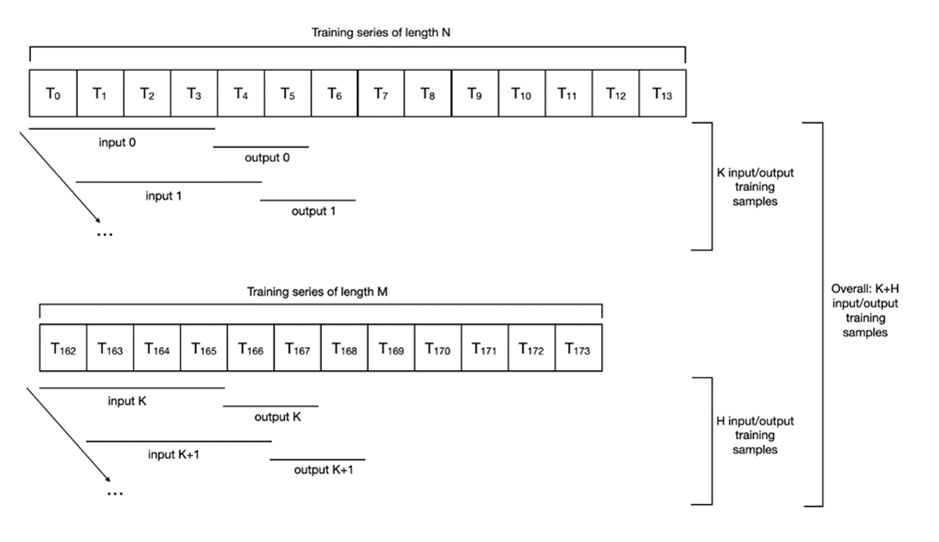 Training series of length N
T₀ T₁ T₂ T₃ T₄ T₅ T₆ T₇ T₈ T₉ T₁₀ T₁₁ T₁₂ T₁₃
input 0
output 0
input 1
output 1
...
K input/output
training
samples
Training series of length M
T₁₆₂ T₁₆₃ T₁₆₄ T₁₆₅ T₁₆₆ T₁₆₇ T₁₆₈ T₁₆₉ T₁₇₀ T₁₇₁ T₁₇₂ T₁₇₃
input K
output K
input K+1
output K+1
...
H input/output
training
samples
Overall: K+H
input/output
training
samples